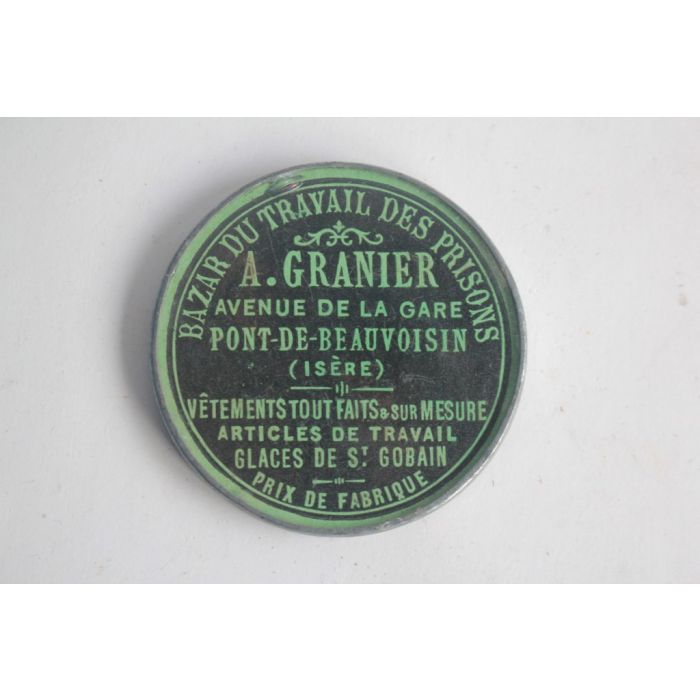 BAZAR DU TRAVAIL DES PRISONS
A. GRANIER
AVENUE DE LA GARE
PONT-DE-BEAUVOISIN
(ISÈRE)
VÊTEMENTS TOUT FAITS & SUR MESURE
ARTICLES DE TRAVAIL
GLACES DE ST. GOBAIN
PRIX DE FABRIQUE